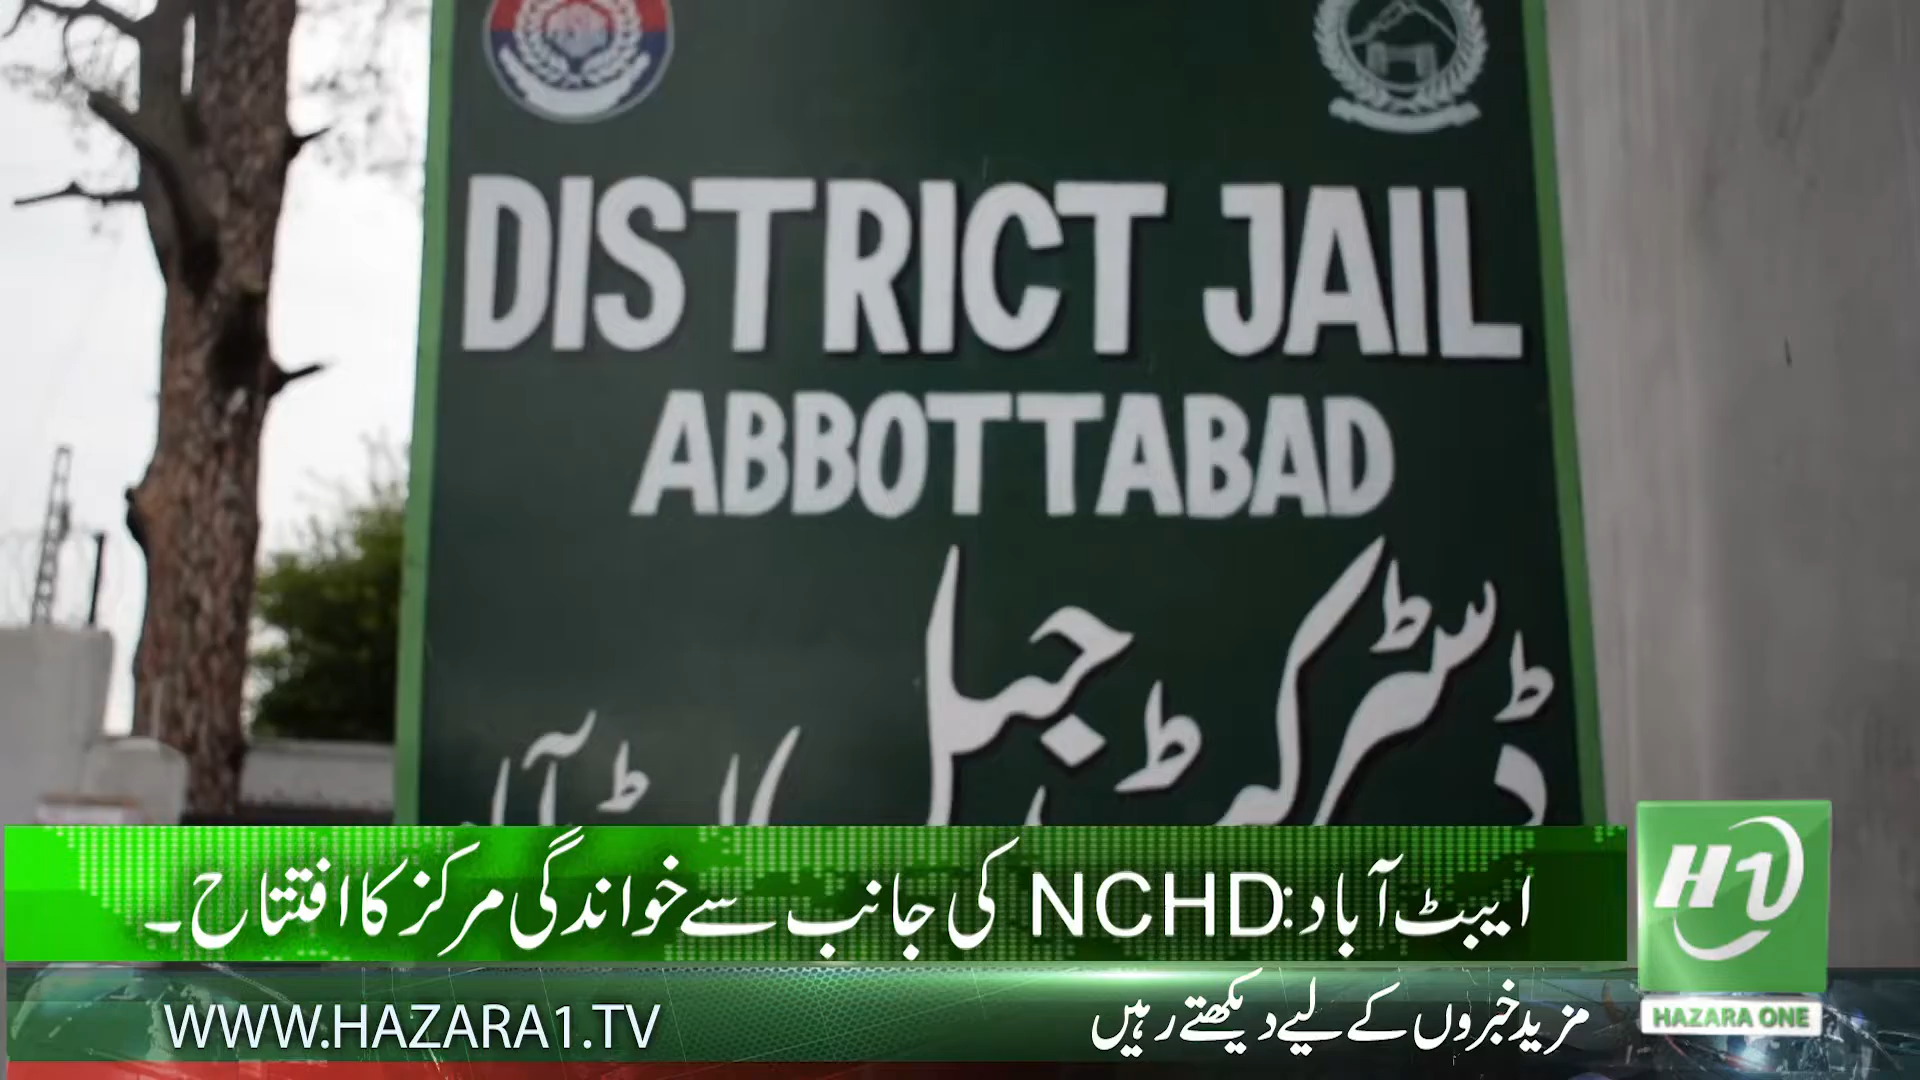 DISTRICT JAIL
ABBOTTABAD
ڈسٹرکٹ جیل
ایبٹ آباد: NCHD کی جانب سے خواندگی مرکز کا افتتاح۔
مزید خبروں کے لیے دیکھتے رہیں
WWW.HAZARA1.TV
H1
HAZARA ONE